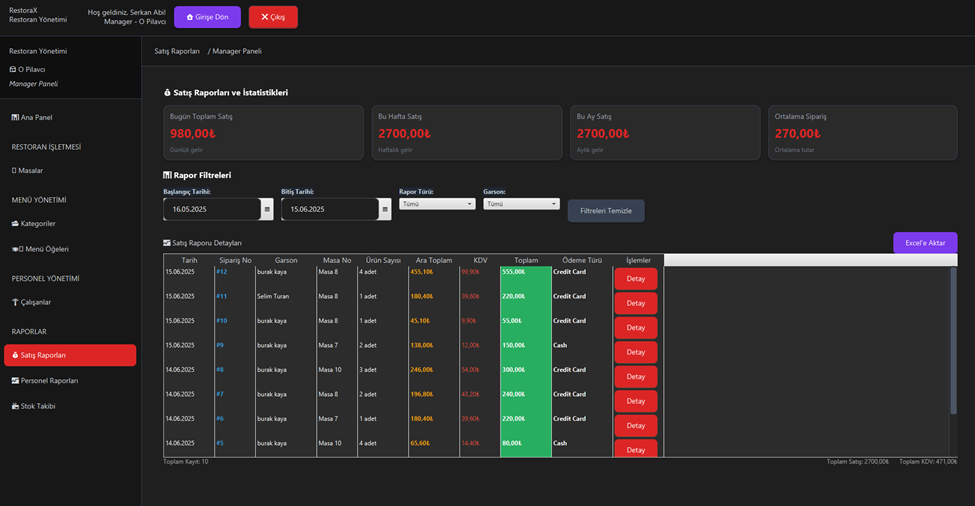 RestoraX
Restoran Yönetimi
Hoş geldiniz, Serkan Abi!
Manager - O Pilavcı
Girişe Dön
Çıkış
Restoran Yönetimi
O Pilavcı
Manager Paneli
Ana Panel
RESTORAN İŞLETMESİ
Masalar
MENÜ YÖNETİMİ
Kategoriler
Menü Öğeleri
PERSONEL YÖNETİMİ
Çalışanlar
RAPORLAR
Satış Raporları
Personel Raporları
Stok Takibi
Satış Raporları / Manager Paneli
Satış Raporları ve İstatistikleri
Bugün Toplam Satış
980,00₺
Günlük gelir
Bu Hafta Satış
2700,00₺
Haftalık gelir
Bu Ay Satış
2700,00₺
Aylık gelir
Ortalama Sipariş
270,00₺
Ortalama tutar
Rapor Filtreleri
Başlangıç Tarihi: Bitiş Tarihi: Rapor Türü: Garson:
16.05.2025 15.06.2025 Tümü Tümü Filtreleri Temizle
Satış Raporu Detayları Excel'e Aktar
Tarih Sipariş No Garson Masa No Ürün Sayısı Ara Toplam KDV Toplam Ödeme Türü İşlemler
15.06.2025 #12 burak kaya Masa 8 4 adet 455,10₺ 99,90₺ 555,00₺ Credit Card Detay
15.06.2025 #11 Selim Turan Masa 8 1 adet 180,40₺ 39,60₺ 220,00₺ Credit Card Detay
15.06.2025 #10 burak kaya Masa 8 1 adet 45,10₺ 9,90₺ 55,00₺ Credit Card Detay
15.06.2025 #9 burak kaya Masa 7 2 adet 138,00₺ 12,00₺ 150,00₺ Cash Detay
14.06.2025 #8 burak kaya Masa 10 3 adet 246,00₺ 54,00₺ 300,00₺ Credit Card Detay
14.06.2025 #7 burak kaya Masa 8 2 adet 196,80₺ 43,20₺ 240,00₺ Credit Card Detay
14.06.2025 #6 burak kaya Masa 7 1 adet 180,40₺ 39,60₺ 220,00₺ Credit Card Detay
14.06.2025 #5 burak kaya Masa 10 4 adet 65,60₺ 14,40₺ 80,00₺ Cash Detay
Toplam Kayıt: 10 Toplam Satış: 2700,00₺ Toplam KDV: 471,00₺